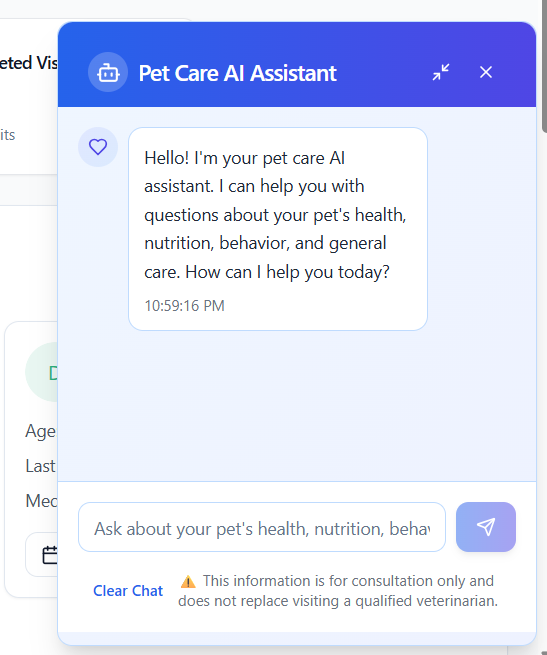 eted Vis
Pet Care AI Assistant
its
Hello! I'm your pet care AI
assistant. I can help you with
questions about your pet's health,
nutrition, behavior, and general
care. How can I help you today?
10:59:16 PM
D
Age
Last
Med
Ask about your pet's health, nutrition, behav
Clear Chat
⚠️ This information is for consultation only and
does not replace visiting a qualified veterinarian.